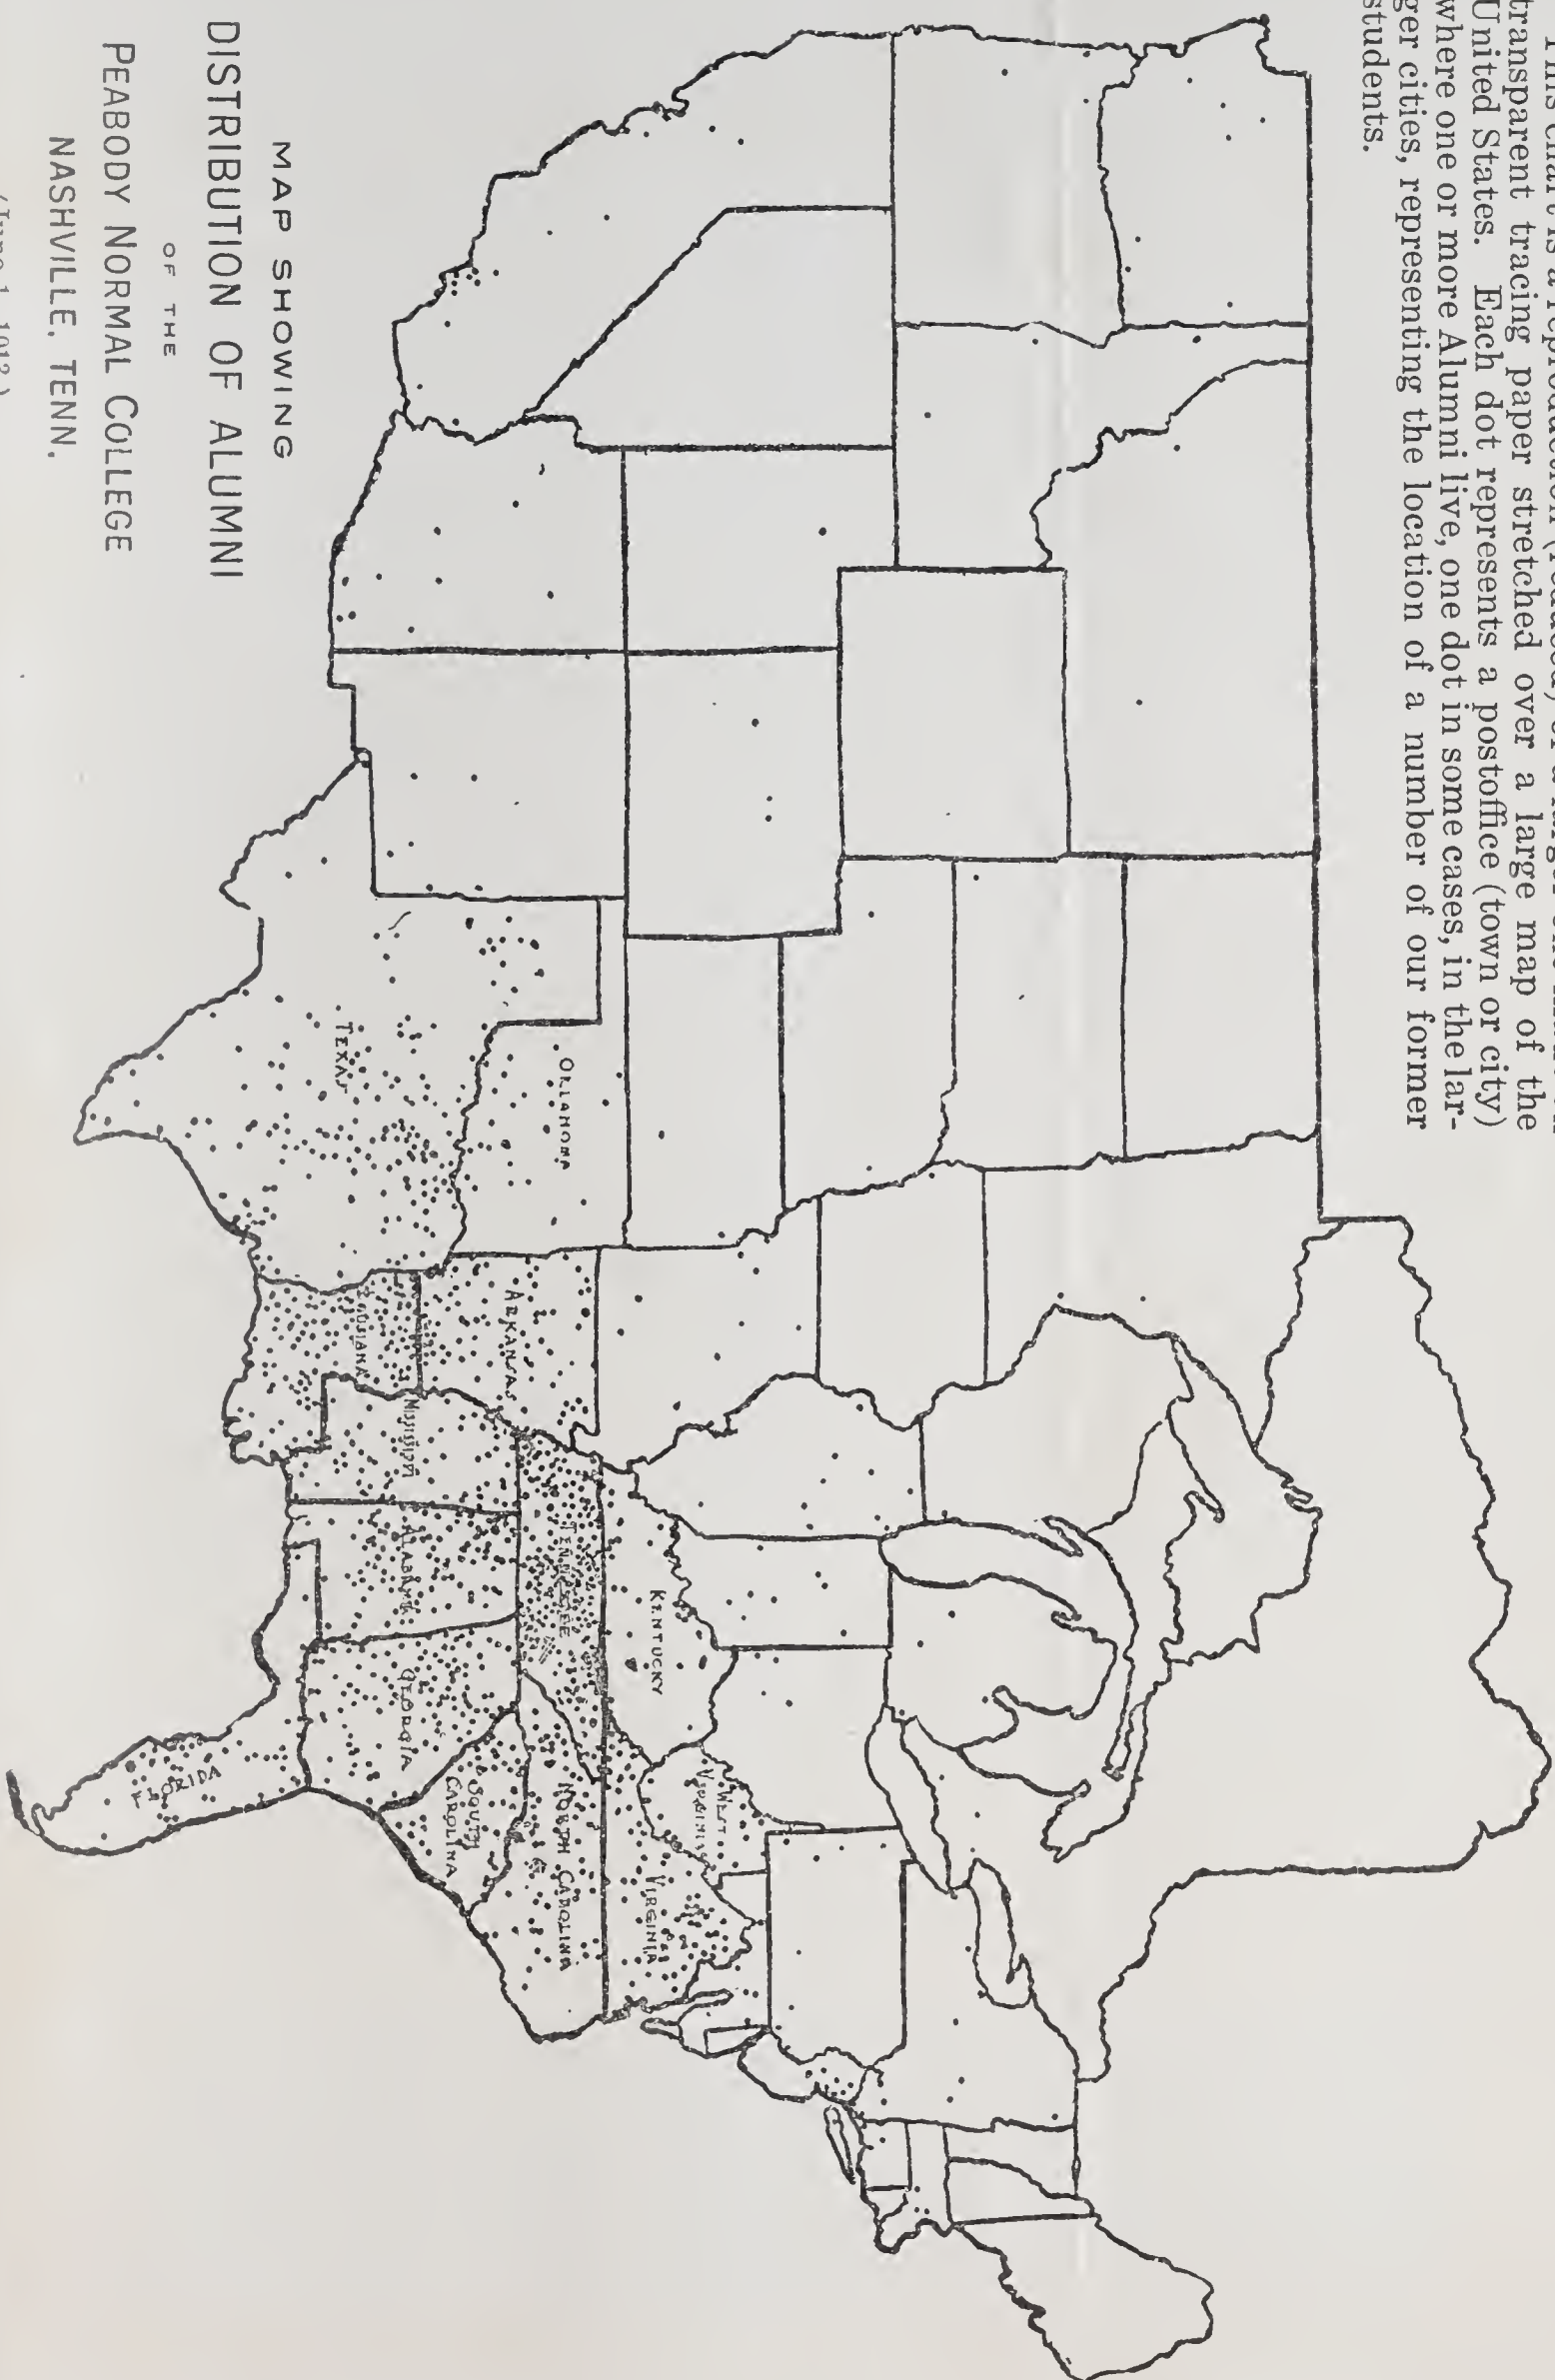 transparent tracing paper stretched over a large map of the
United States. Each dot represents a postoffice (town or city)
where one or more Alumni live, one dot in some cases, in the lar-
ger cities, representing the location of a number of our former
students.
OKLAHOMA
TEXAS
ARKANSAS
LOUISIANA
MISSISSIPPI
TENNESSEE
KENTUCKY
ALABAMA
GEORGIA
FLORIDA
SOUTH
CAROLINA
NORTH CAROLINA
WEST
VIRGINIA
VIRGINIA
MAP SHOWING
DISTRIBUTION OF ALUMNI
OF THE
PEABODY NORMAL COLLEGE
NASHVILLE, TENN.